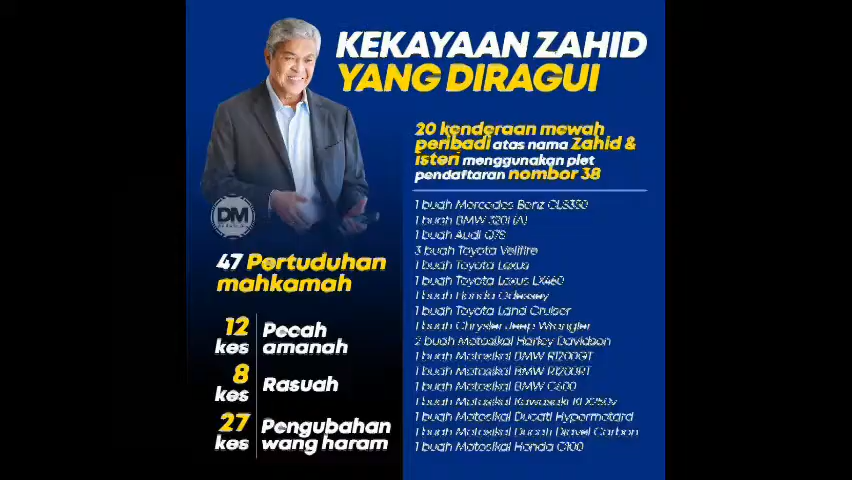 KEKAYAAN ZAHID
YANG DIRAGUI
20 kenderaan mewah
peribadi atas nama Zahid &
isteri menggunakan plet
pendaftaran nombor 38
DM
47 Pertuduhan
mahkamah
12 kes Pecah amanah
8 kes Rasuah
27 kes Pengubahan wang haram
1 buah Mercedes Benz CLS350
1 buah BMW 320i (A)
1 buah Audi Q7S
3 buah Toyota Vellfire
1 buah Toyota Lexus
1 buah Toyota Lexus LX460
1 buah Honda Odessey
1 buah Toyota Land Cruiser
1 buah Chrysler Jeep Wrangler
2 buah Motosikal Harley Davidson
1 buah Motosikal BMW R1200GT
1 buah Motosikal BMW R1200RT
1 buah Motosikal BMW C600
1 buah Motosikal Kawasaki KLX250v
1 buah Motosikal Ducati Hypermotard
1 buah Motosikal Ducati Diavel Carbon
1 buah Motosikal Honda C100